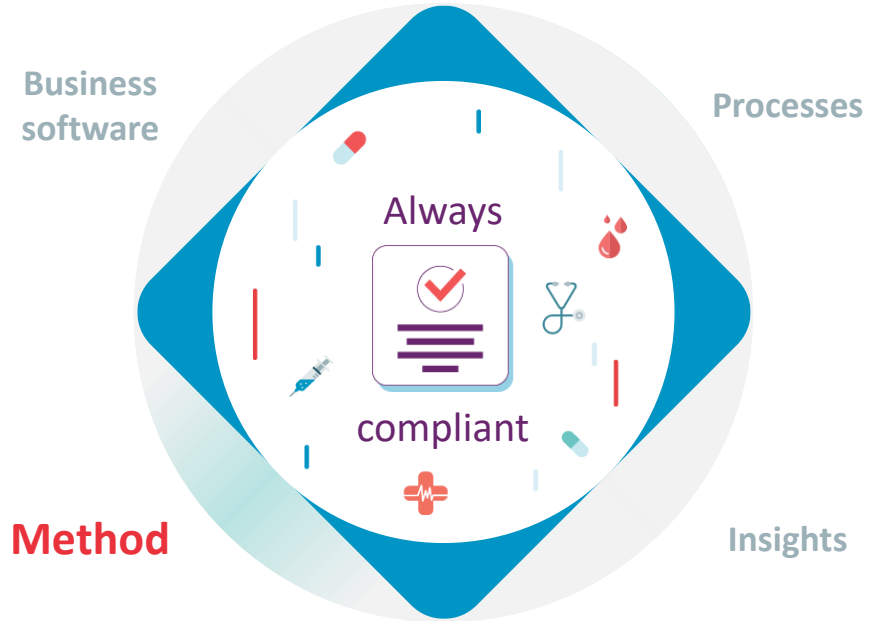 Business
software
Processes
Always
compliant
Method
Insights